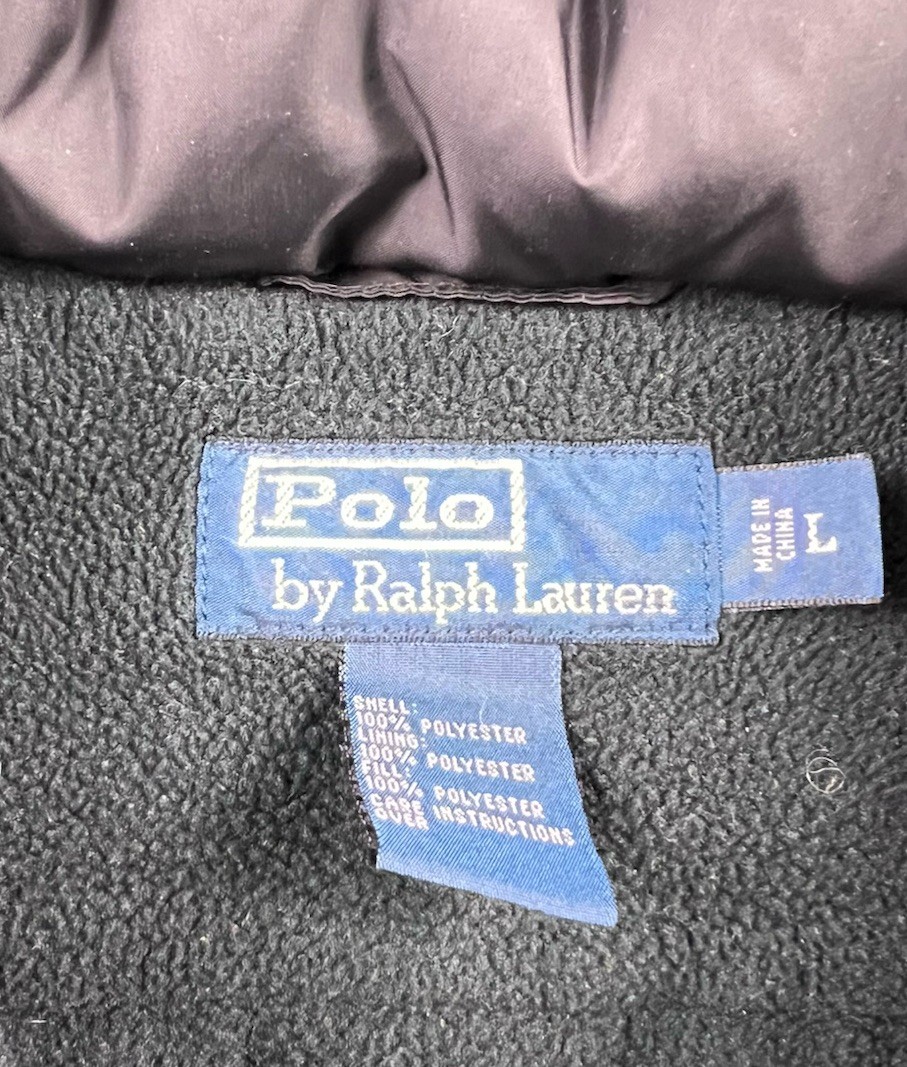 Polo
by Ralph Lauren
MADE IN
CHINA
L
SHELL:
100% POLYESTER
LINING:
100% POLYESTER
FILL:
100% POLYESTER
CARE INSTRUCTIONS
OVER